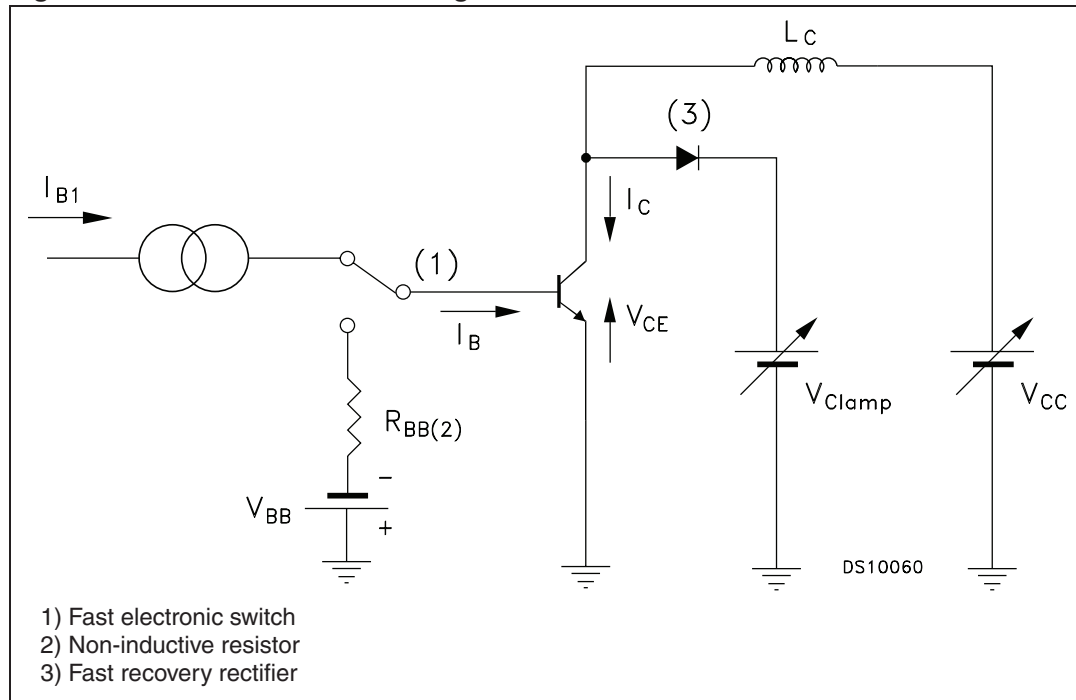 L C
(3)
I B1
I C
(1)
V CE
I B
V Clamp
V CC
R BB(2)
−
V BB
+
DS10060
1) Fast electronic switch
2) Non-inductive resistor
3) Fast recovery rectifier